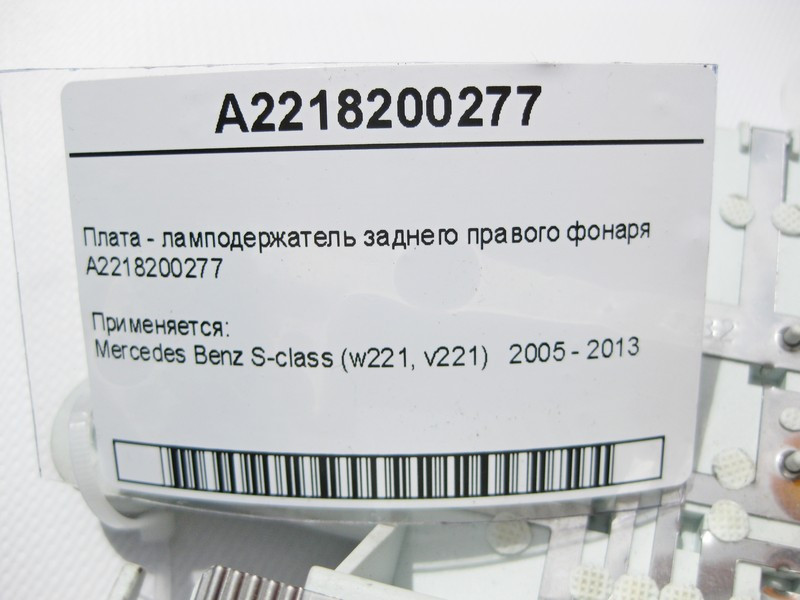 A2218200277
Плата - ламподержатель заднего правого фонаря
A2218200277
Применяется:
Mercedes Benz S-class (w221, v221) 2005 - 2013